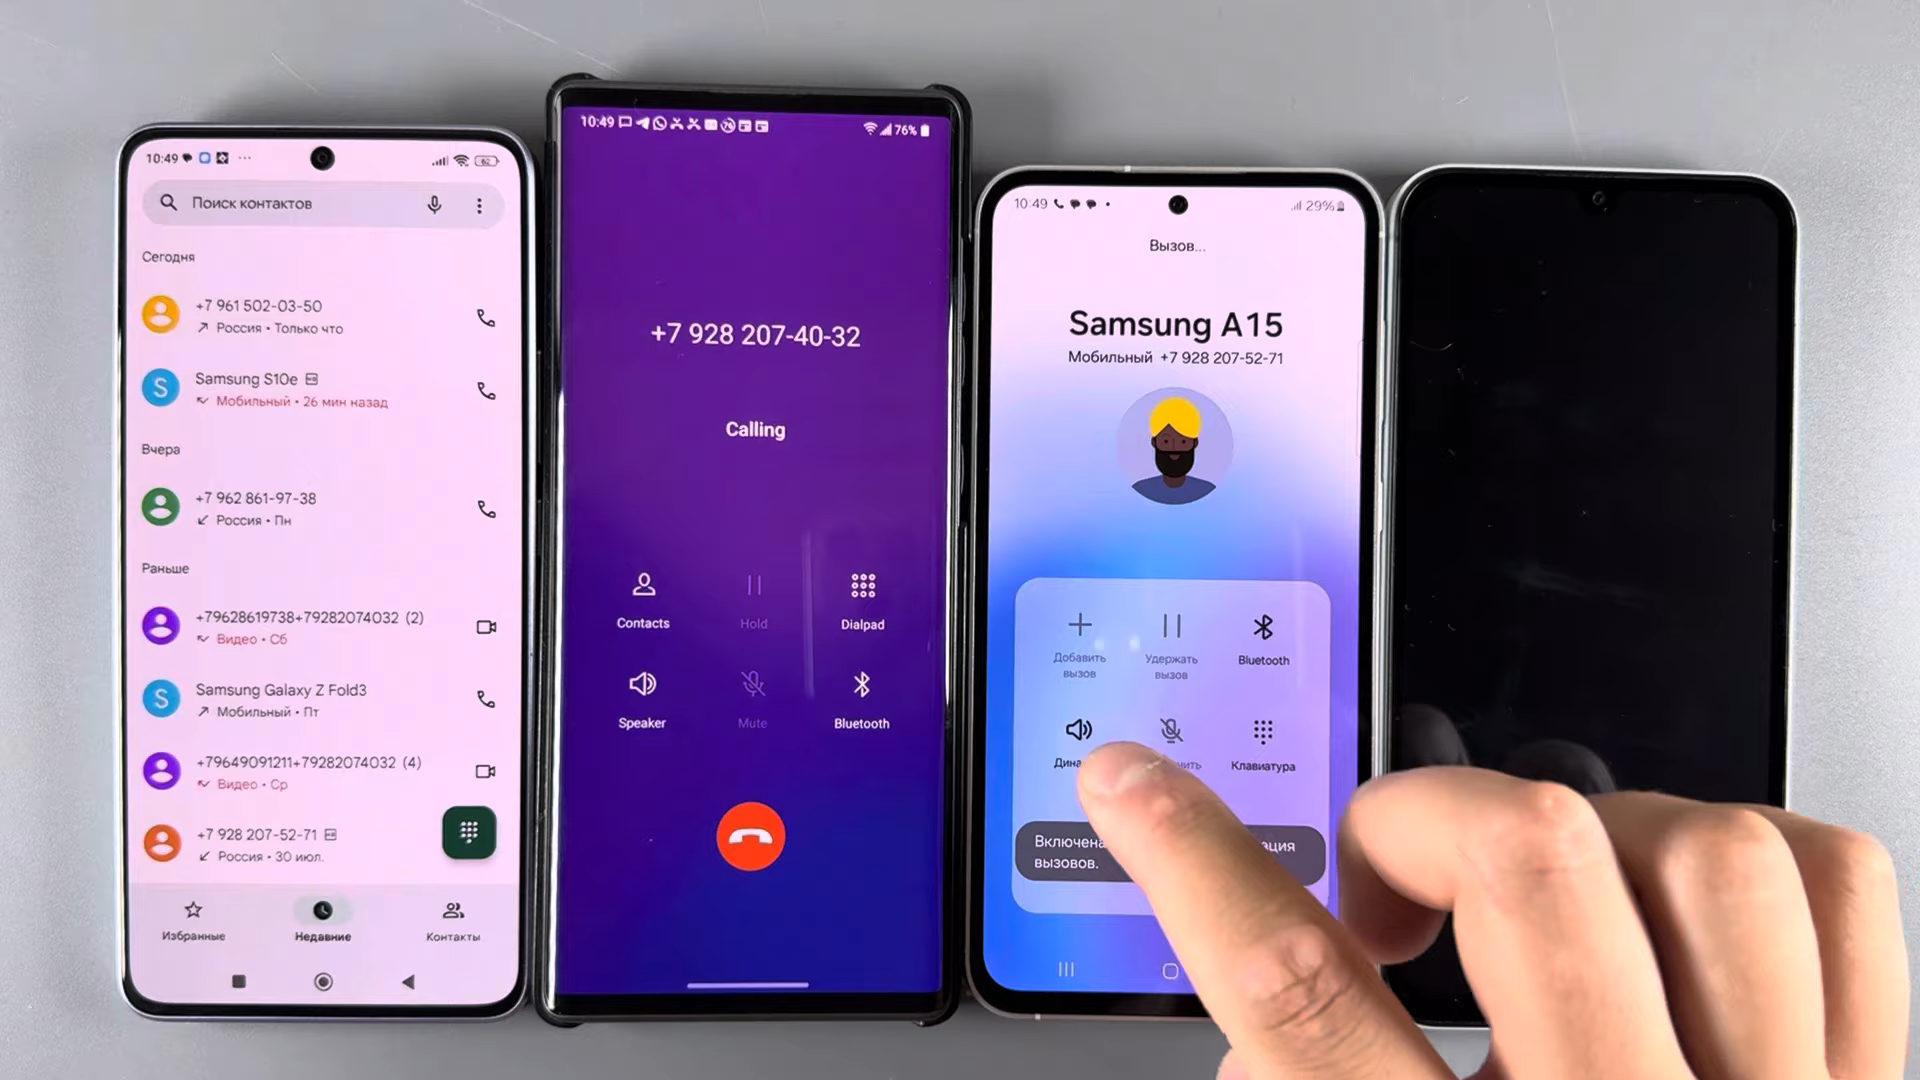 10:49
Поиск контактов
Сегодня
+7 961 502-03-50
Россия • Только что
S
Samsung S10e
Мобильный • 26 мин назад
Вчера
+7 962 861-97-38
Россия • Пн
Раньше
+79628619738+79282074032 (2)
Видео • Сб
S
Samsung Galaxy Z Fold3
Мобильный • Пт
+79649091211+79282074032 (4)
Видео • Ср
+7 928 207-52-71
Россия • 30 июл.
Избранные
Недавние
Контакты
10:49
76%
+7 928 207-40-32
Calling
Contacts
Hold
Dialpad
Speaker
Mute
Bluetooth
10:49
29%
Вызов...
Samsung A15
Мобильный +7 928 207-52-71
Добавить вызов
Удержать вызов
Bluetooth
Клавиатура
Включена
вызовов.